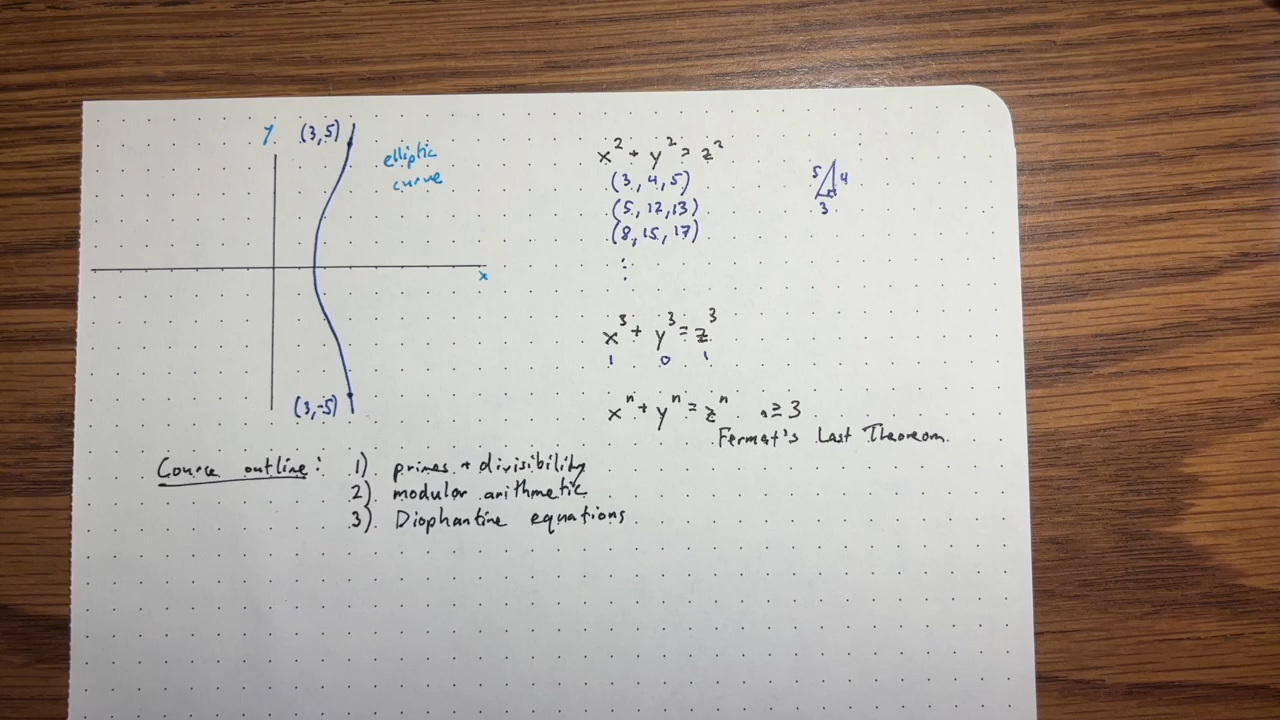 y
(3,5)
elliptic
curve
x
(3,-5)
x² + y² = z²
(3, 4, 5)
(5, 12, 13)
(8, 15, 17)
⋮
5
4
3
x³ + y³ = z³
1 0 1
xⁿ + yⁿ = zⁿ n ≥ 3
Fermat's Last Theorem
Course outline: 1) primes + divisibility
2) modular arithmetic
3) Diophantine equations